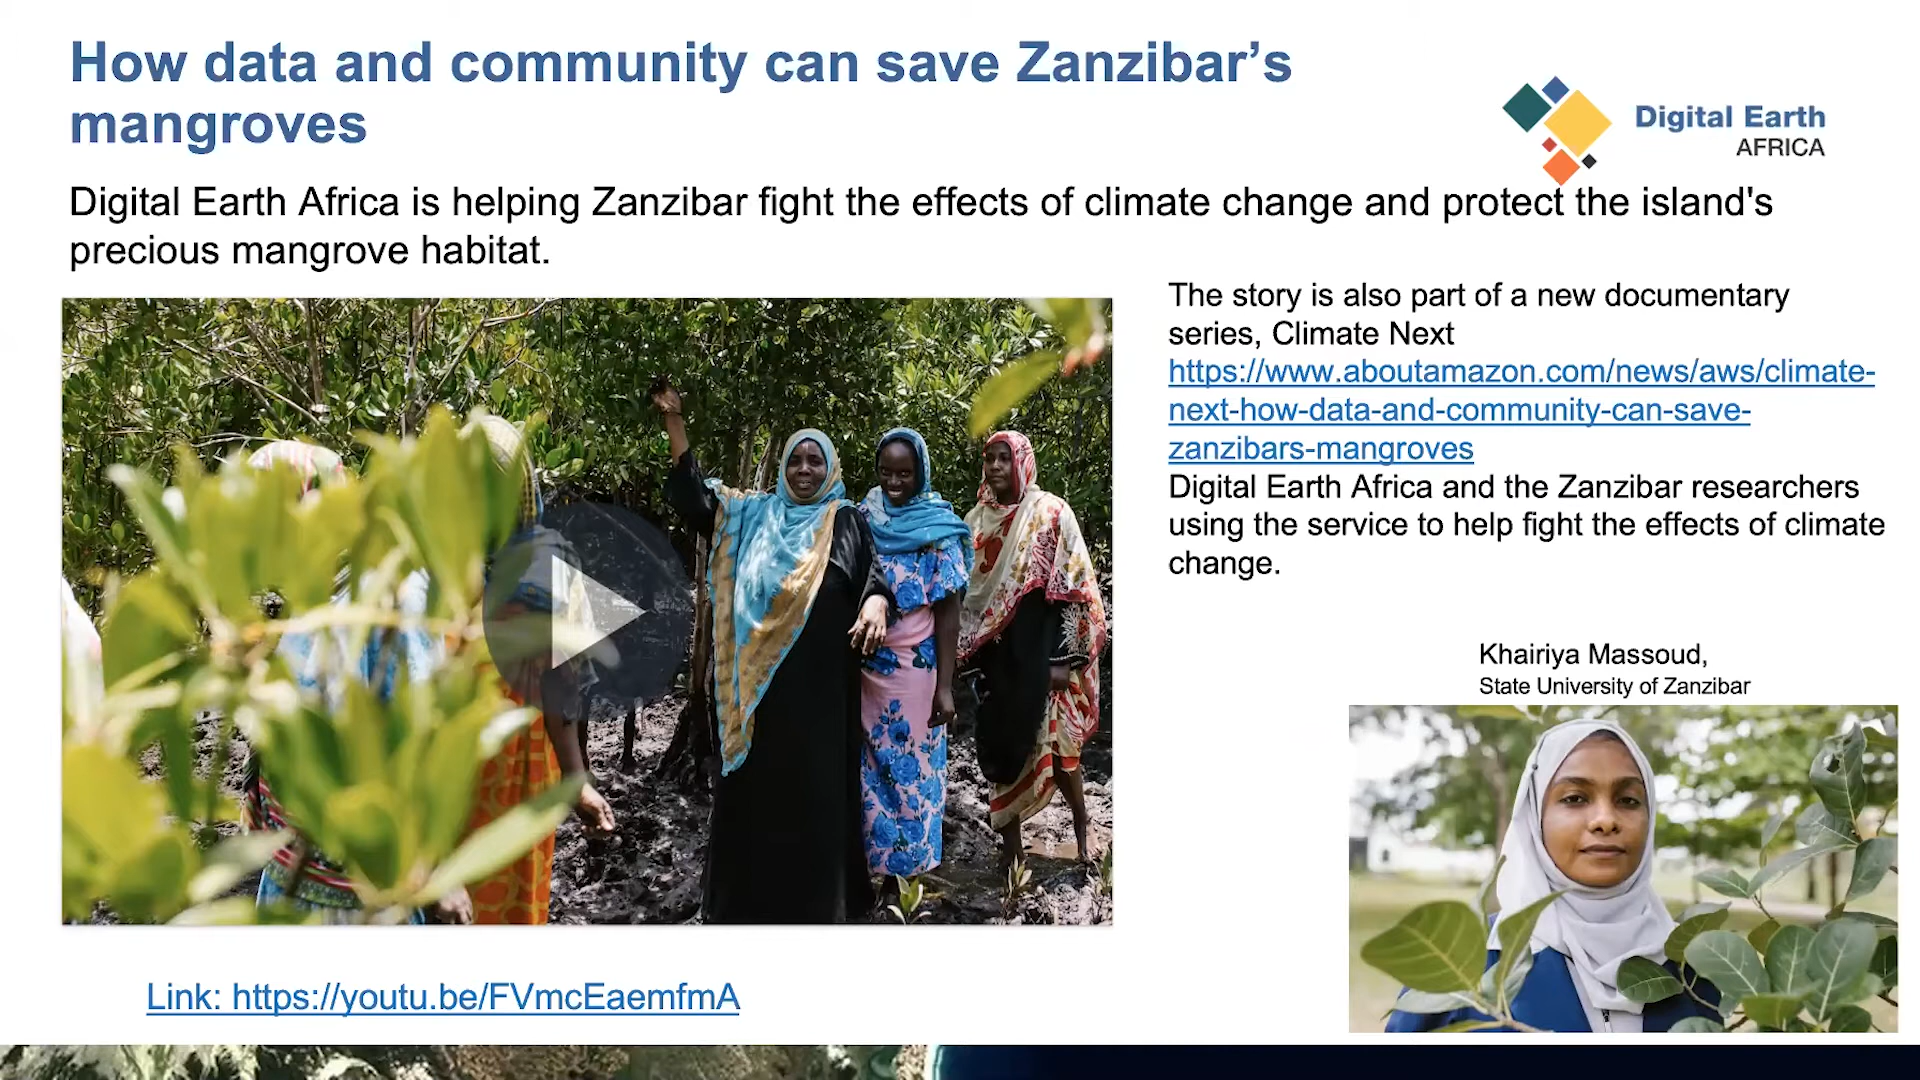 How data and community can save Zanzibar’s
mangroves
Digital Earth
AFRICA
Digital Earth Africa is helping Zanzibar fight the effects of climate change and protect the island's
precious mangrove habitat.
The story is also part of a new documentary
series, Climate Next
https://www.aboutamazon.com/news/aws/climate-
next-how-data-and-community-can-save-
zanzibars-mangroves
Digital Earth Africa and the Zanzibar researchers
using the service to help fight the effects of climate
change.
Khairiya Massoud,
State University of Zanzibar
Link: https://youtu.be/FVmcEaemfmA